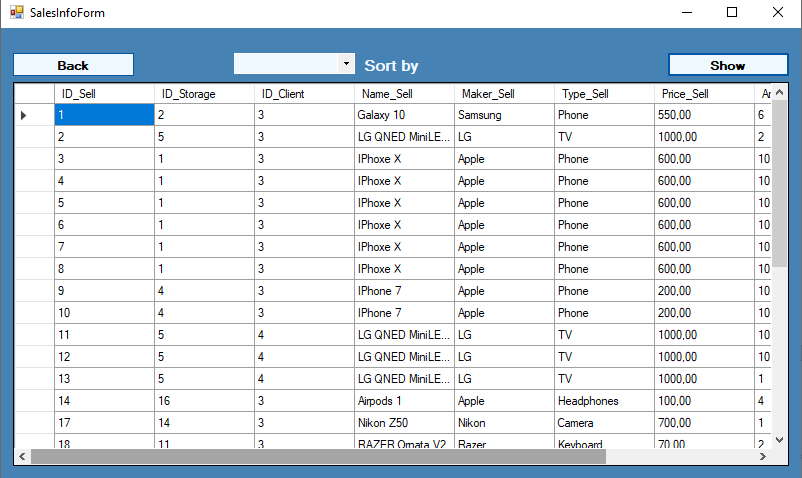 SalesInfoForm
Back Sort by Show
ID_Sell ID_Storage ID_Client Name_Sell Maker_Sell Type_Sell Price_Sell
1 2 3 Galaxy 10 Samsung Phone 550,00 6
2 5 3 LG QNED MiniLE... LG TV 1000,00 2
3 1 3 IPhoxe X Apple Phone 600,00 10
4 1 3 IPhoxe X Apple Phone 600,00 10
5 1 3 IPhoxe X Apple Phone 600,00 10
6 1 3 IPhoxe X Apple Phone 600,00 10
7 1 3 IPhoxe X Apple Phone 600,00 10
8 1 3 IPhoxe X Apple Phone 600,00 10
9 4 3 IPhone 7 Apple Phone 200,00 10
10 4 3 IPhone 7 Apple Phone 200,00 10
11 5 4 LG QNED MiniLE... LG TV 1000,00 10
12 5 4 LG QNED MiniLE... LG TV 1000,00 10
13 5 4 LG QNED MiniLE... LG TV 1000,00 1
14 16 3 Airpods 1 Apple Headphones 100,00 4
17 14 3 Nikon Z50 Nikon Camera 700,00 1
18 11 3 RAZER Ornata V2 Razer Keyboard 70,00 2